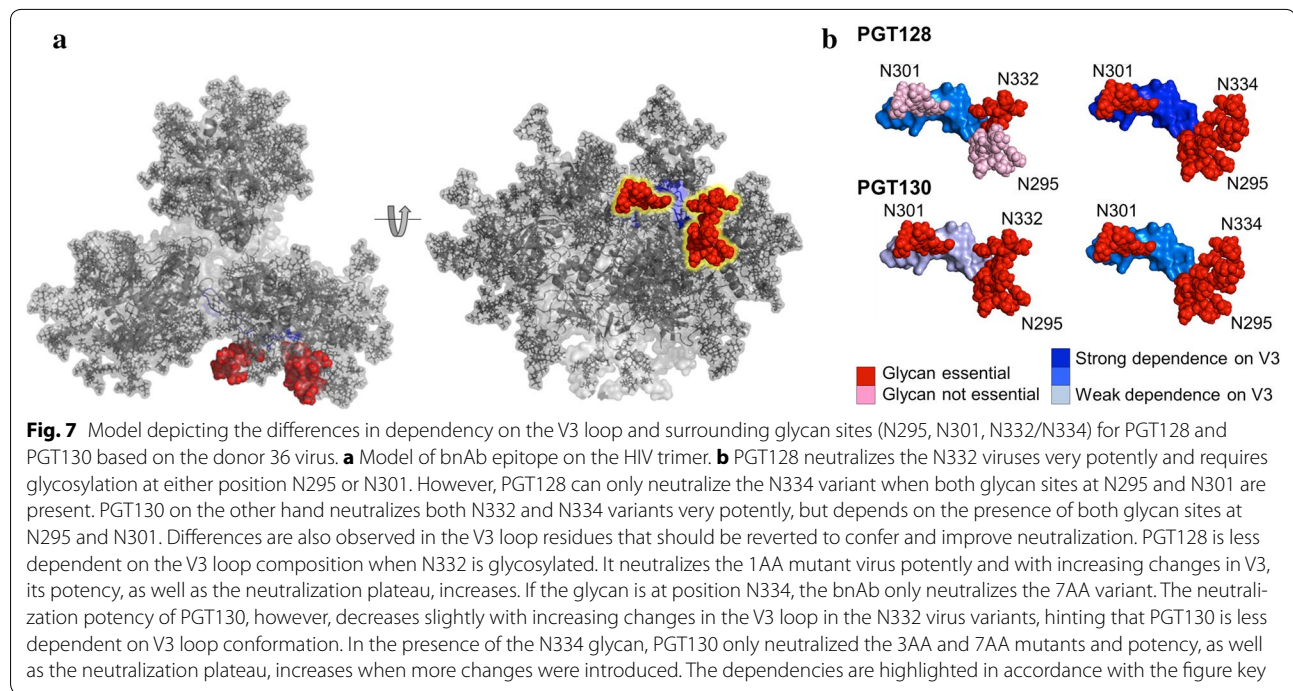 a
b PGT128
N301
N332
N301
N334
N295
N295
PGT130
N301
N332
N301
N334
N295
N295
Glycan essential
Glycan not essential
Strong dependence on V3
Weak dependence on V3
Fig. 7 Model depicting the differences in dependency on the V3 loop and surrounding glycan sites (N295, N301, N332/N334) for PGT128 and
PGT130 based on the donor 36 virus. a Model of bnAb epitope on the HIV trimer. b PGT128 neutralizes the N332 viruses very potently and requires
glycosylation at either position N295 or N301. However, PGT128 can only neutralize the N334 variant when both glycan sites at N295 and N301 are
present. PGT130 on the other hand neutralizes both N332 and N334 variants very potently, but depends on the presence of both glycan sites at
N295 and N301. Differences are also observed in the V3 loop residues that should be reverted to confer and improve neutralization. PGT128 is less
dependent on the V3 loop composition when N332 is glycosylated. It neutralizes the 1AA mutant virus potently and with increasing changes in V3,
its potency, as well as the neutralization plateau, increases. If the glycan is at position N334, the bnAb only neutralizes the 7AA variant. The neutrali-
zation potency of PGT130, however, decreases slightly with increasing changes in the V3 loop in the N332 virus variants, hinting that PGT130 is less
dependent on V3 loop conformation. In the presence of the N334 glycan, PGT130 only neutralized the 3AA and 7AA mutants and potency, as well
as the neutralization plateau, increases when more changes were introduced. The dependencies are highlighted in accordance with the figure key